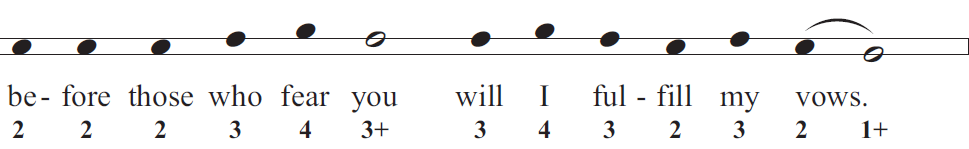 be- fore those who fear you will I ful - fill my vows.
2 2 2 3 4 3+ 3 4 3 2 3 2 1+